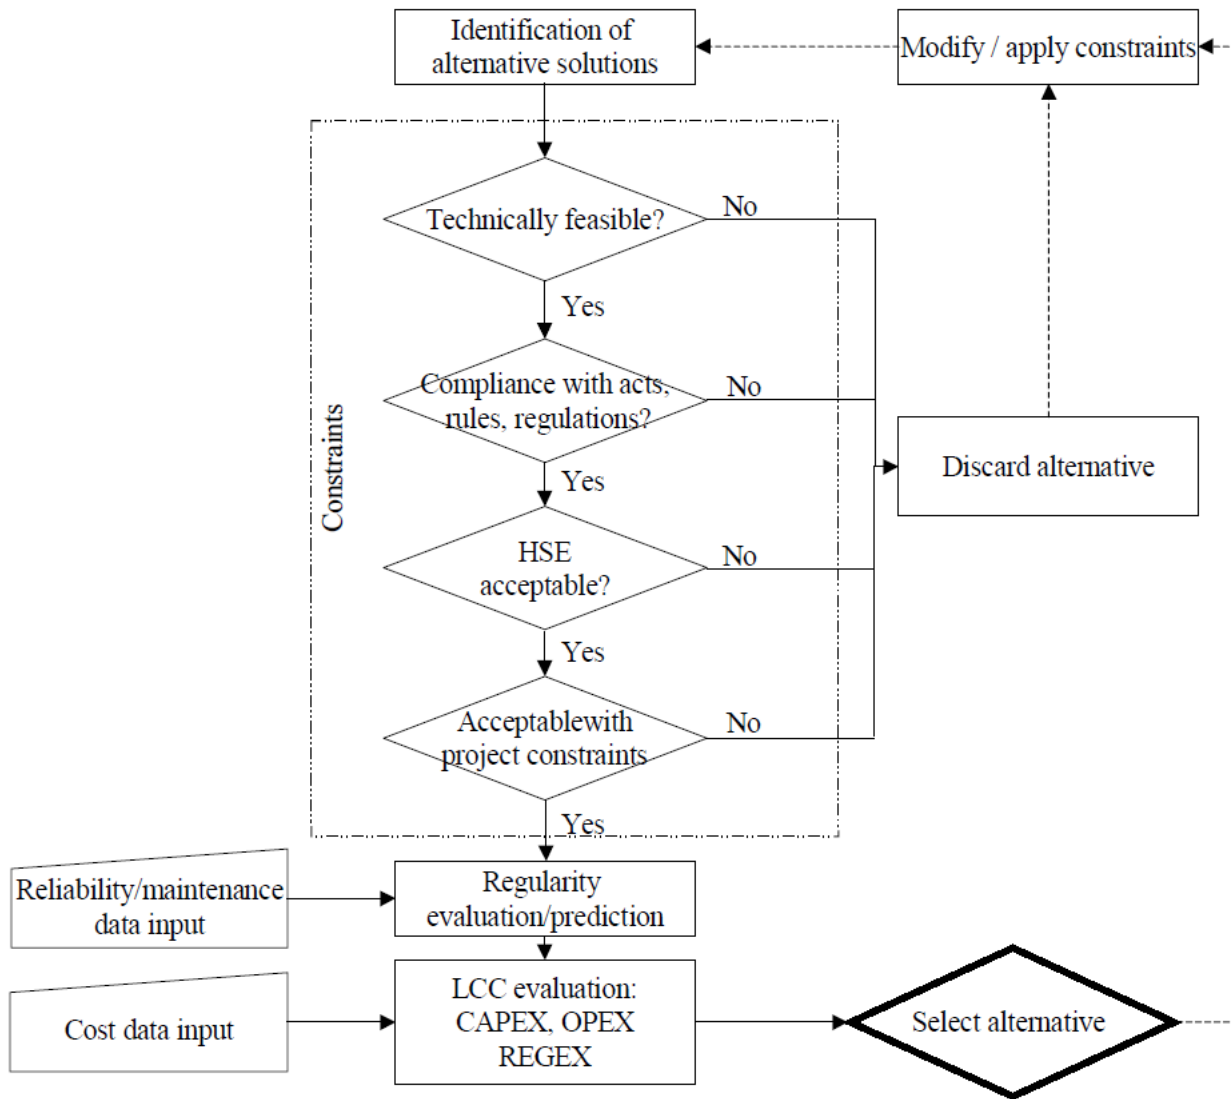 Identification of
alternative solutions
Modify / apply constraints
Technically feasible?
No
Yes
Compliance with acts,
rules, regulations?
No
Constraints
Discard alternative
Yes
HSE
acceptable?
No
Yes
Acceptablewith
project constraints
No
Yes
Reliability/maintenance
data input
Regularity
evaluation/prediction
Cost data input
LCC evaluation:
CAPEX, OPEX
REGEX
Select alternative